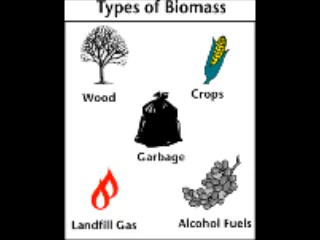 Types of Biomass
Wood
Crops
Garbage
Landfill Gas
Alcohol Fuels